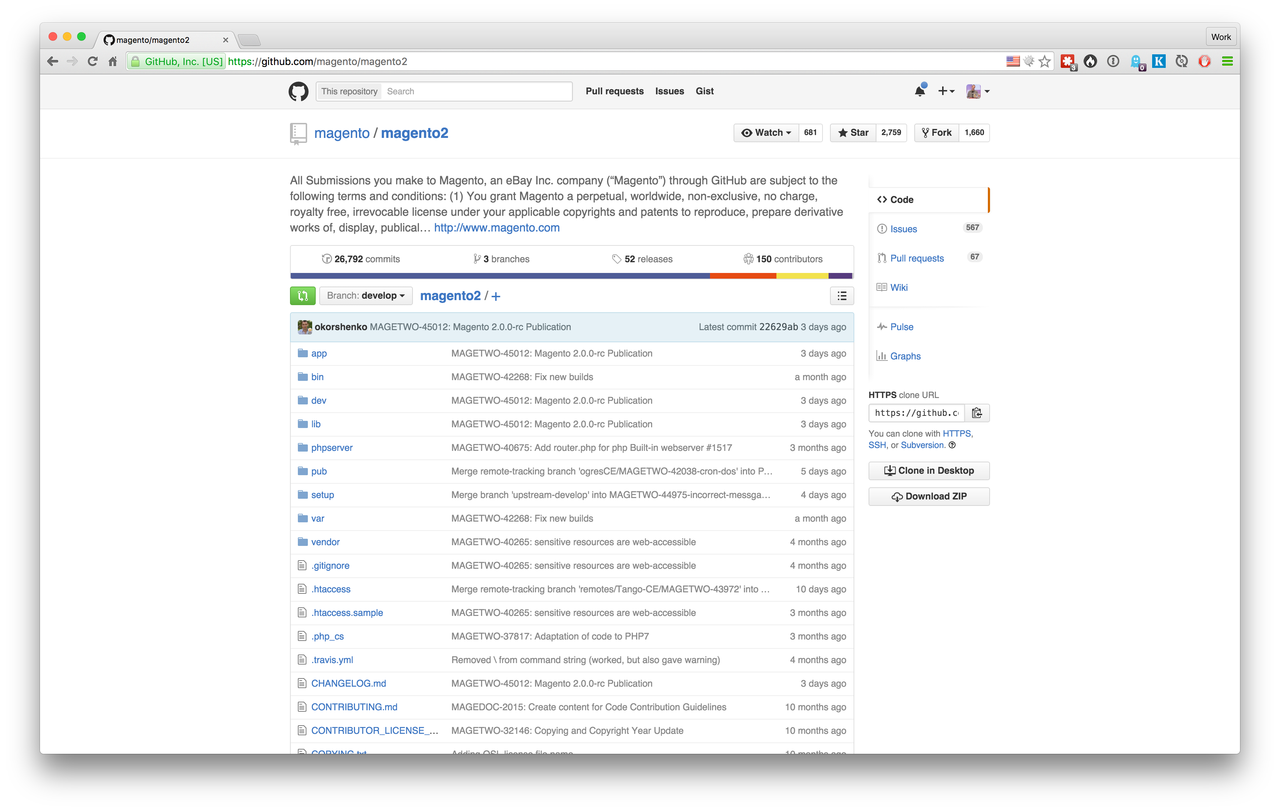 magento/magento2
Work
GitHub, Inc. [US] https://github.com/magento/magento2
This repository Search Pull requests Issues Gist
magento / magento2
Watch 681 Star 2,759 Fork 1,660
All Submissions you make to Magento, an eBay Inc. company (“Magento”) through GitHub are subject to the
following terms and conditions: (1) You grant Magento a perpetual, worldwide, non-exclusive, no charge,
royalty free, irrevocable license under your applicable copyrights and patents to reproduce, prepare derivative
works of, display, publical… http://www.magento.com
26,792 commits 3 branches 52 releases 150 contributors
Branch: develop magento2 / +
okorshenko MAGETWO-45012: Magento 2.0.0-rc Publication Latest commit 22629ab 3 days ago
app MAGETWO-45012: Magento 2.0.0-rc Publication 3 days ago
bin MAGETWO-42268: Fix new builds a month ago
dev MAGETWO-45012: Magento 2.0.0-rc Publication 3 days ago
lib MAGETWO-45012: Magento 2.0.0-rc Publication 3 days ago
phpserver MAGETWO-40675: Add router.php for php Built-in webserver #1517 3 months ago
pub Merge remote-tracking branch 'ogresCE/MAGETWO-42038-cron-dos' into P… 5 days ago
setup Merge branch 'upstream-develop' into MAGETWO-44975-incorrect-messga… 4 days ago
var MAGETWO-42268: Fix new builds a month ago
vendor MAGETWO-40265: sensitive resources are web-accessible 4 months ago
.gitignore MAGETWO-40265: sensitive resources are web-accessible 4 months ago
.htaccess Merge remote-tracking branch 'remotes/Tango-CE/MAGETWO-43972' into … 10 days ago
.htaccess.sample MAGETWO-40265: sensitive resources are web-accessible 3 months ago
.php_cs MAGETWO-37817: Adaptation of code to PHP7 3 months ago
.travis.yml Removed \ from command string (worked, but also gave warning) 4 months ago
CHANGELOG.md MAGETWO-45012: Magento 2.0.0-rc Publication 3 days ago
CONTRIBUTING.md MAGEDOC-2015: Create content for Code Contribution Guidelines 10 months ago
CONTRIBUTOR_LICENSE_… MAGETWO-32146: Copying and Copyright Year Update 10 months ago
COPYING.txt Adding OSL license file name 10 months ago
Code
Issues 567
Pull requests 67
Wiki
Pulse
Graphs
HTTPS clone URL
https://github.c
You can clone with HTTPS,
SSH, or Subversion.
Clone in Desktop
Download ZIP